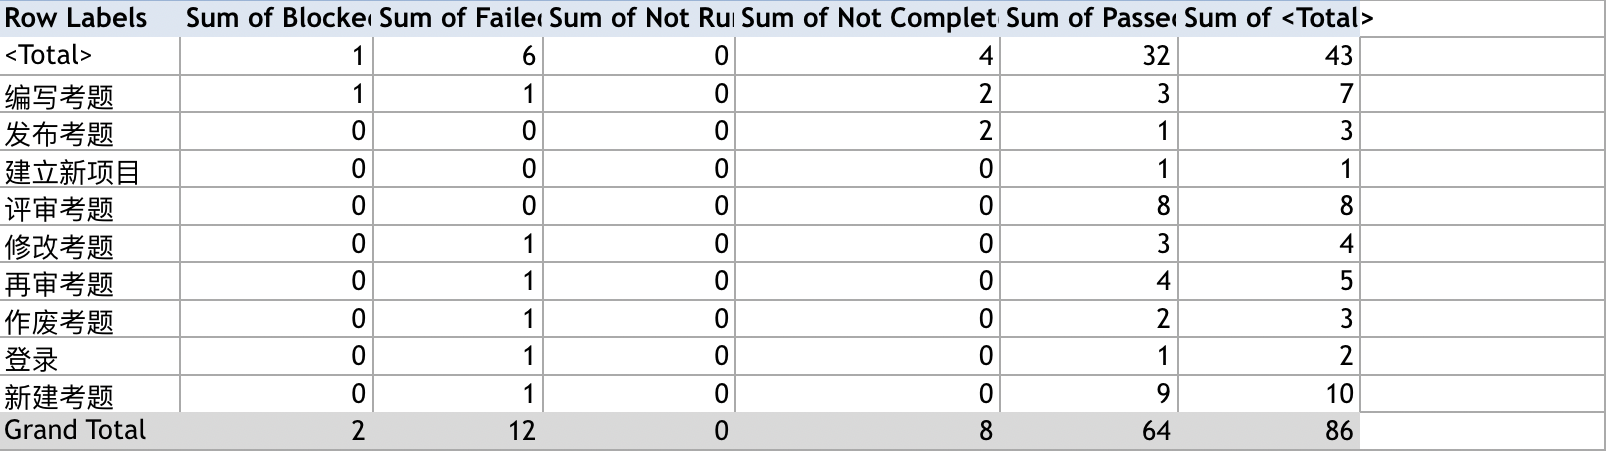 Row Labels Sum of Blocked Sum of Failed Sum of Not Run Sum of Not Complet Sum of Passed Sum of <Total>
<Total> 1 6 0 4 32 43
编写考题 1 1 0 2 3 7
发布考题 0 0 0 2 1 3
建立新项目 0 0 0 0 1 1
评审考题 0 0 0 0 8 8
修改考题 0 1 0 0 3 4
再审考题 0 1 0 0 4 5
作废考题 0 1 0 0 2 3
登录 0 1 0 0 1 2
新建考题 0 1 0 0 9 10
Grand Total 2 12 0 8 64 86